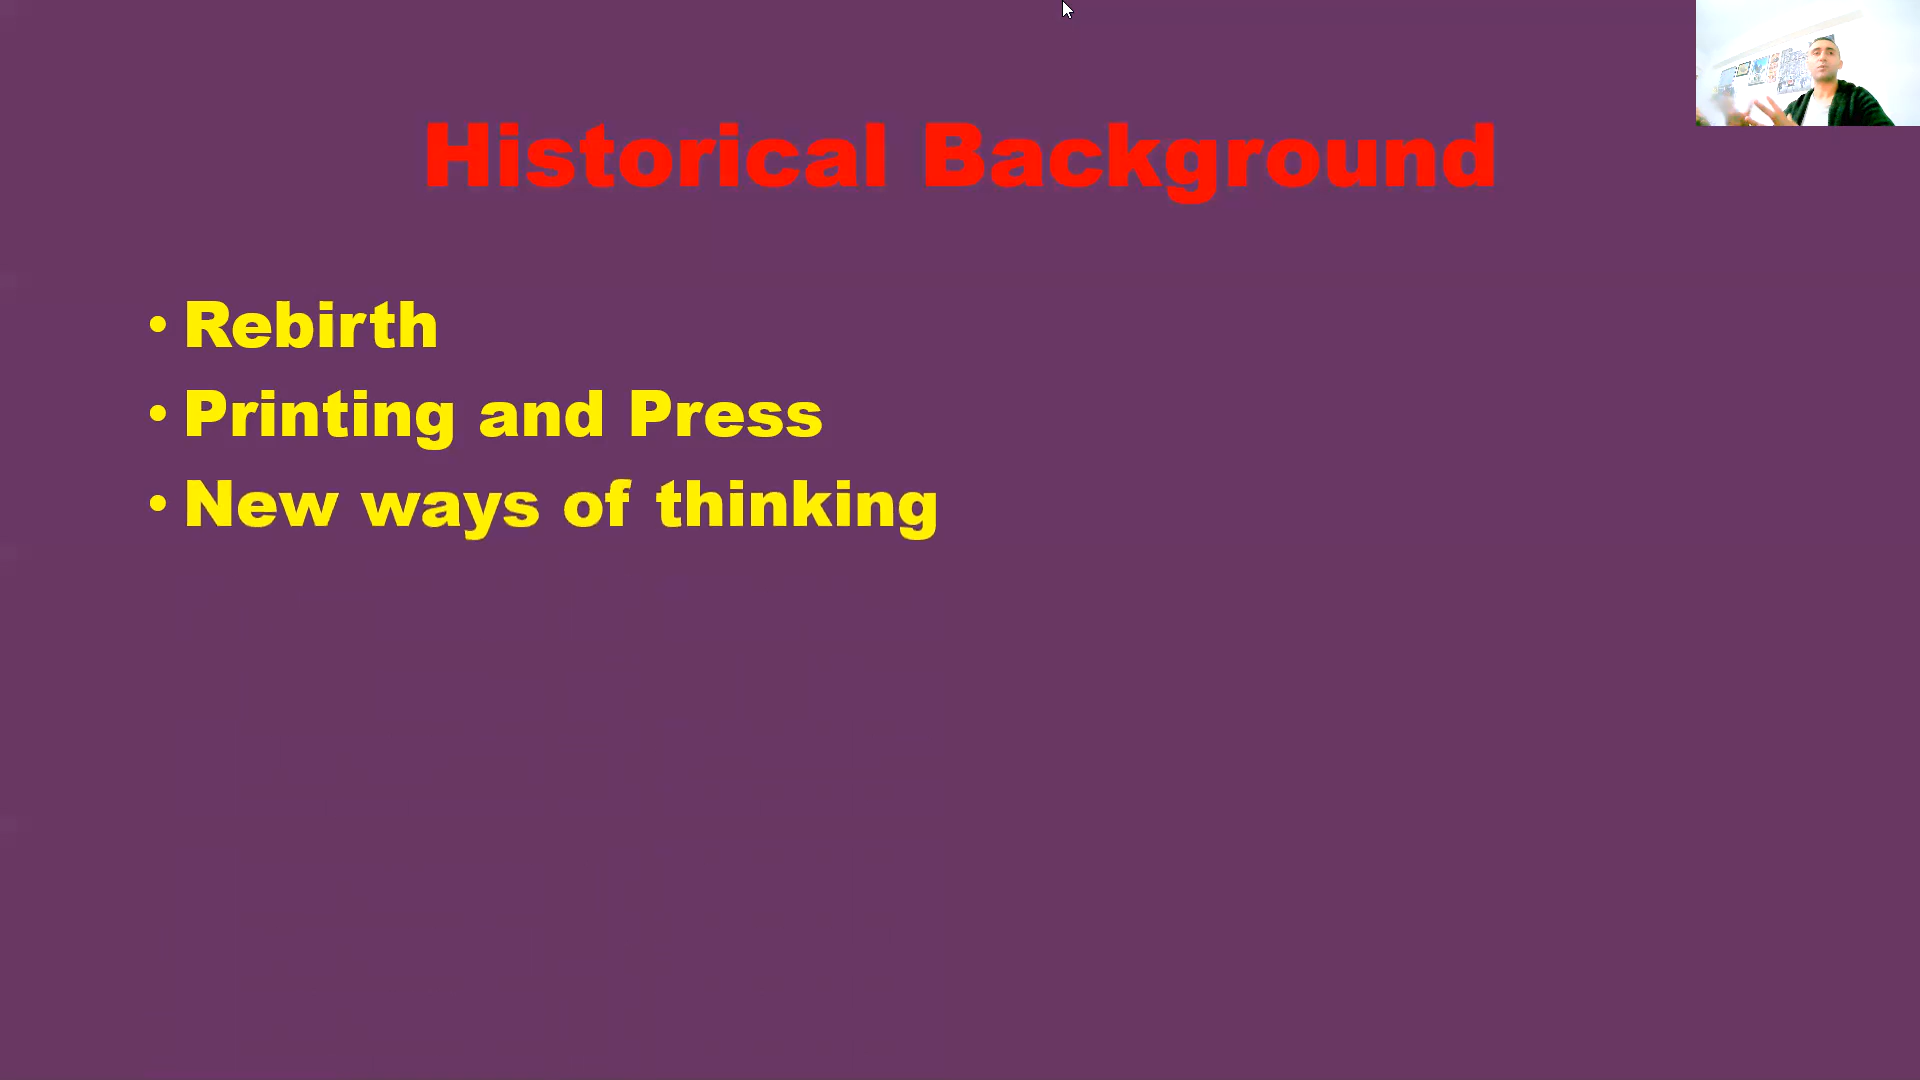 Historical Background
• Rebirth
• Printing and Press
• New ways of thinking